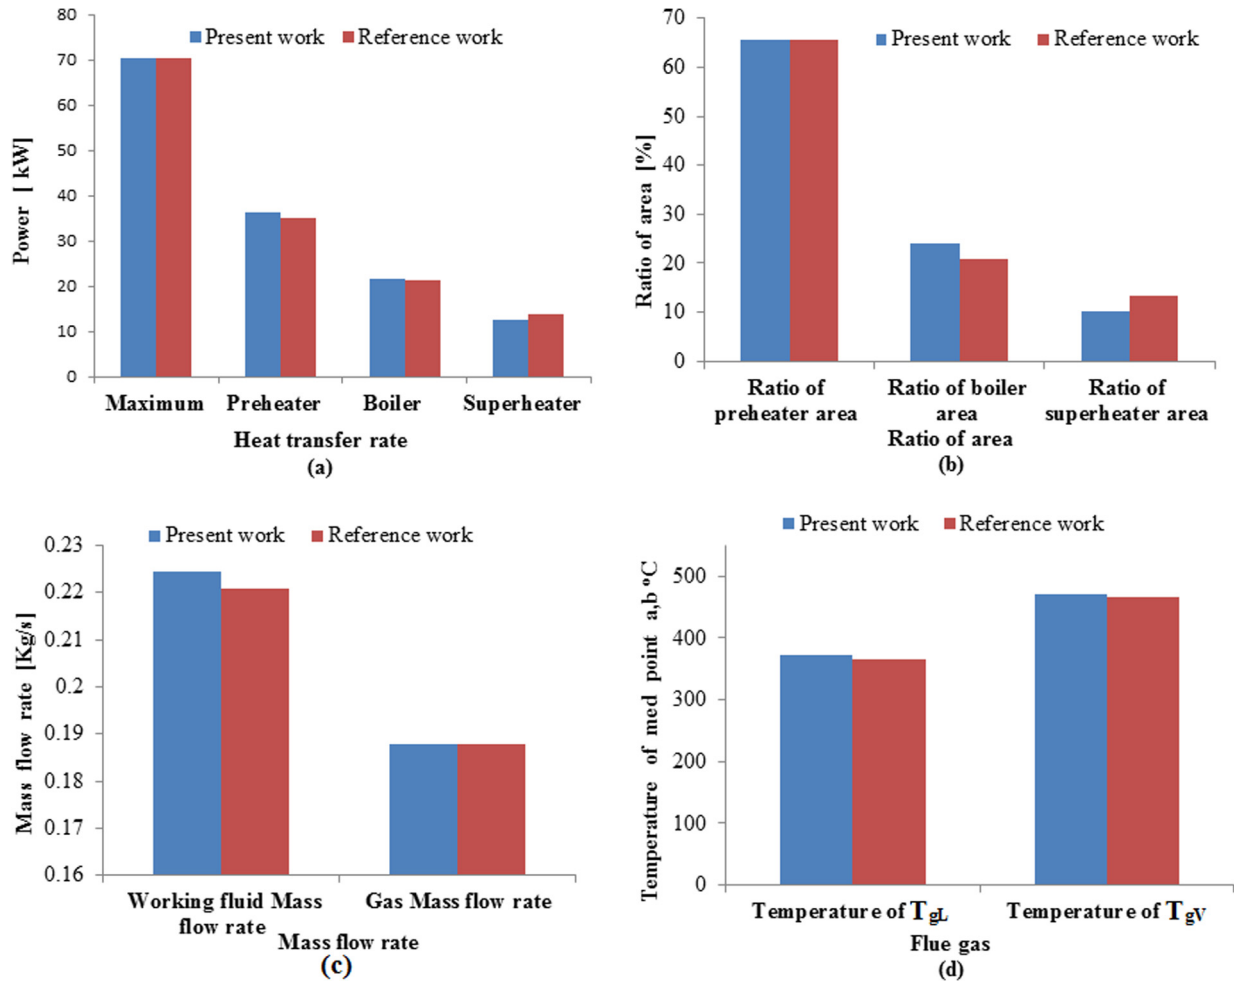 Present work Reference work
Power [ kW]
80
70
60
50
40
30
20
10
0
Maximum Preheater Boiler Superheater
Heat transfer rate
(a)
Present work Reference work
Ratio of area [%]
70
60
50
40
30
20
10
0
Ratio of preheater area
Ratio of boiler area
Ratio of superheater area
Ratio of area
(b)
Present work Reference work
Mass flow rate [Kg/s]
0.23
0.22
0.21
0.2
0.19
0.18
0.17
0.16
Working fluid Mass flow rate
Gas Mass flow rate
Mass flow rate
(c)
Present work Reference work
Temperature of med point a,b °C
500
400
300
200
100
0
Temperature of TgL Temperature of TgV
Flue gas
(d)